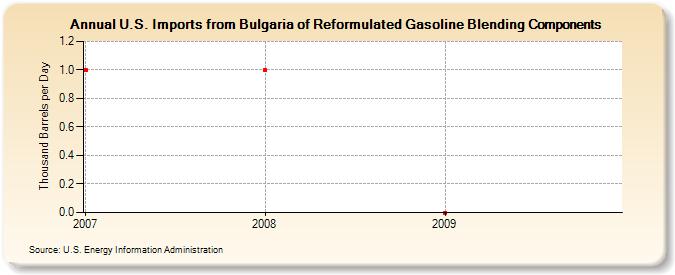 Annual U.S. Imports from Bulgaria of Reformulated Gasoline Blending Components
Thousand Barrels per Day
1.2
1.0
0.8
0.6
0.4
0.2
0.0
2007 2008 2009
Source: U.S. Energy Information Administration